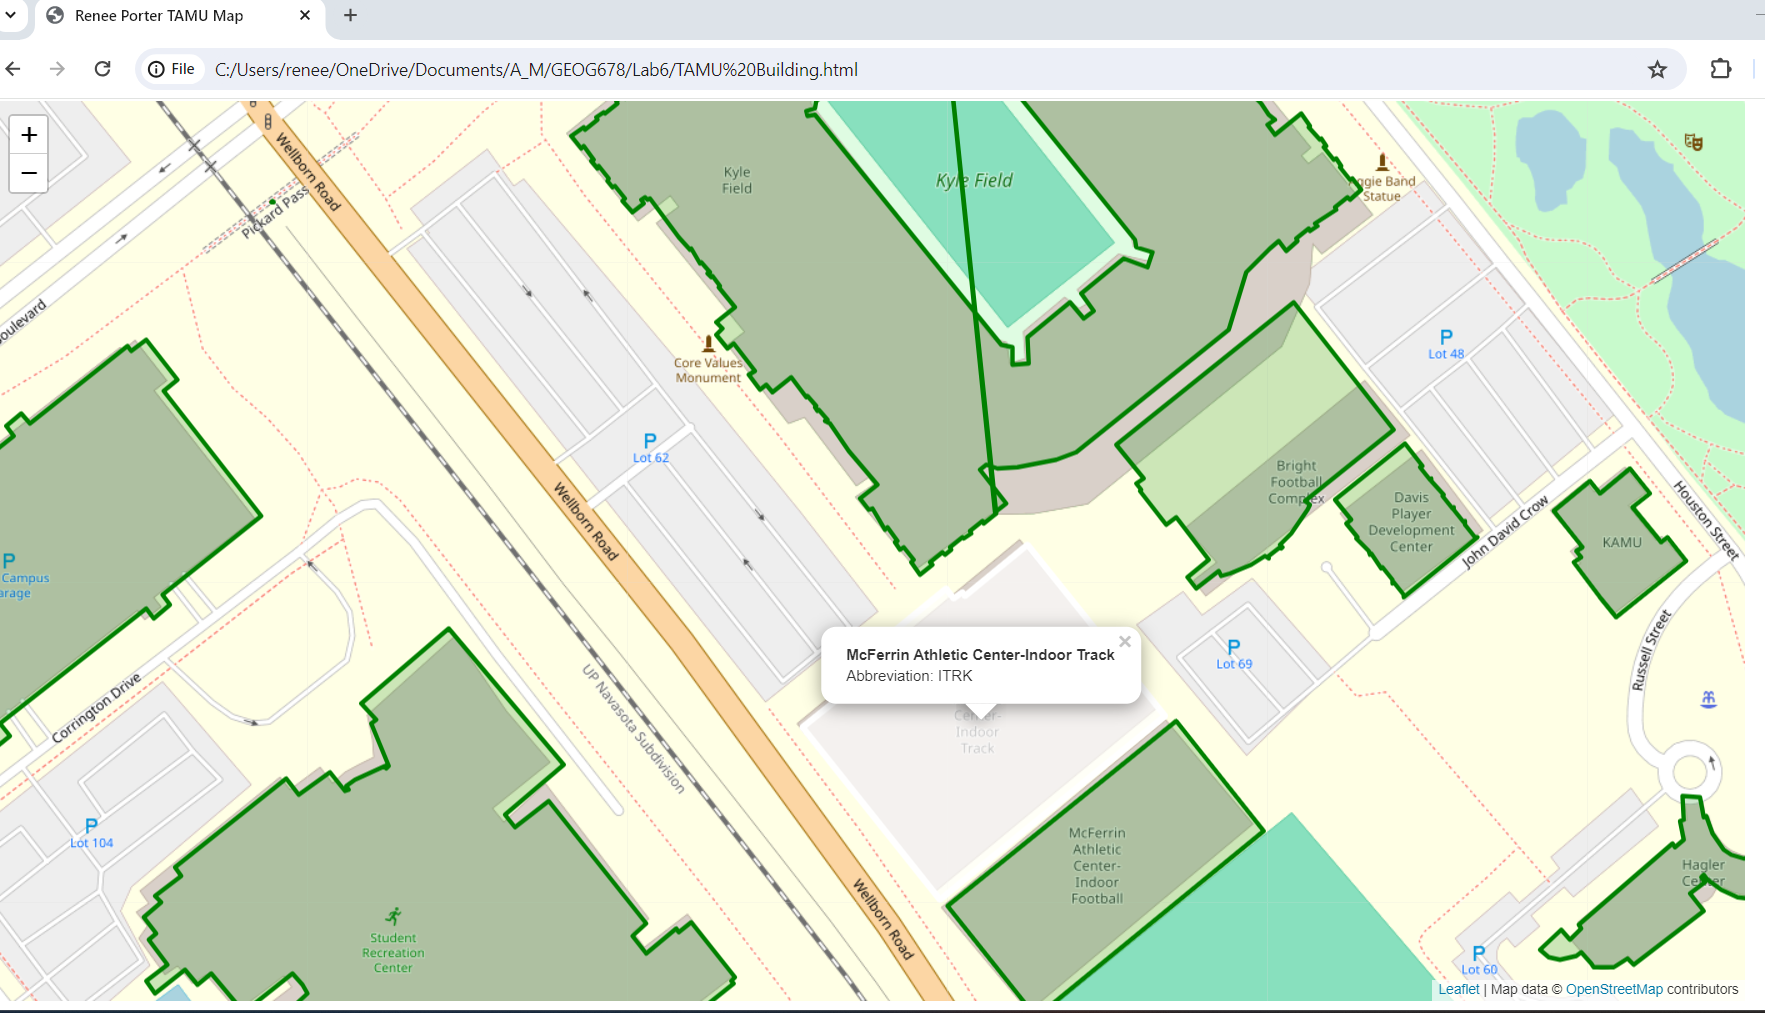 Renee Porter TAMU Map
File
C:/Users/renee/OneDrive/Documents/A_M/GEOG678/Lab6/TAMU%20Building.html
+
−
Wellborn Road
Pickard Pass
Kyle
Field
Kyle Field
ggie Band
Statue
oulevard
Core Values
Monument
P
Lot 48
P
Lot 62
Wellborn Road
Bright
Football
Complex
Davis
Player
Development
Center
John David Crow
Houston Street
KAMU
P
Campus
arage
McFerrin Athletic Center-Indoor Track
Abbreviation: ITRK
×
Center-
Indoor
Track
P
Lot 69
Russell Street
Corrington Drive
UP Navasota Subdivision
P
Lot 104
McFerrin
Athletic
Center-
Indoor
Football
Hagler
Center
Wellborn Road
Student
Recreation
Center
P
Lot 60
Leaflet | Map data © OpenStreetMap contributors